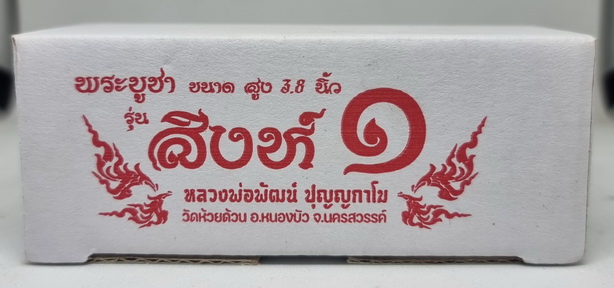 พระบูชา ขนาด สูง 3.8 นิ้ว
รุ่น
สิงห์ ๑
หลวงพ่อพัฒน์ ปุญญกาโม
วัดห้วยด้วน อ.หนองบัว จ.นครสวรรค์